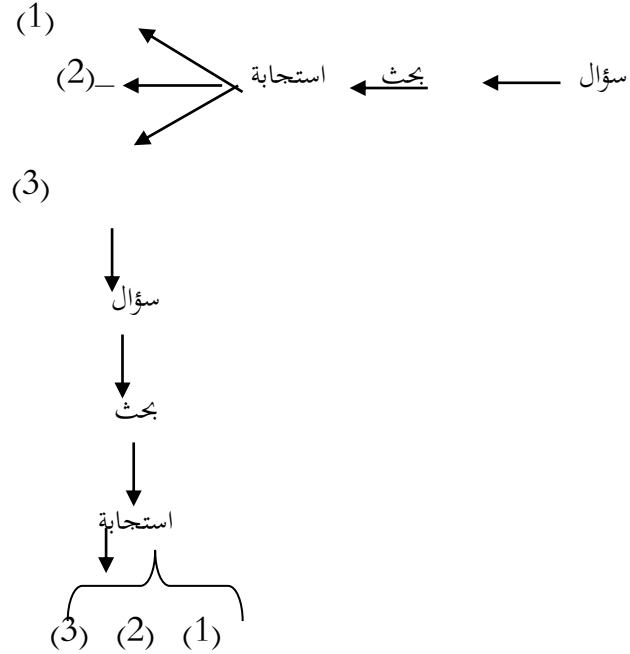 (1)
سؤال بحث استجابة (2)
(3)
سؤال
بحث
استجابة
(1) (2) (3)